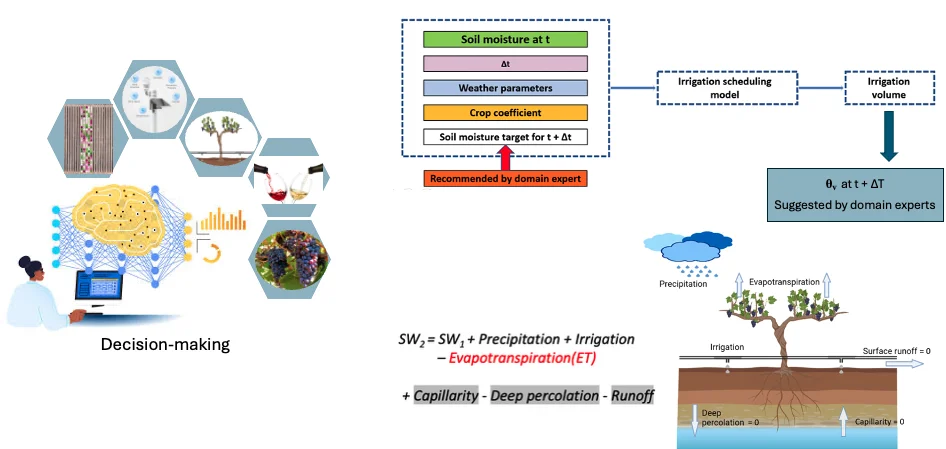 Soil moisture at t
Δt
Weather parameters
Crop coefficient
Soil moisture target for t + Δt
Recommended by domain expert
Irrigation scheduling
model
Irrigation
volume
θv at t + ΔT
Suggested by domain experts
Decision-making
SW2 = SW1 + Precipitation + Irrigation
– Evapotranspiration(ET)
+ Capillarity - Deep percolation - Runoff
Precipitation
Evapotranspiration
Irrigation
Surface runoff = 0
Deep
percolation = 0
Capillarity = 0